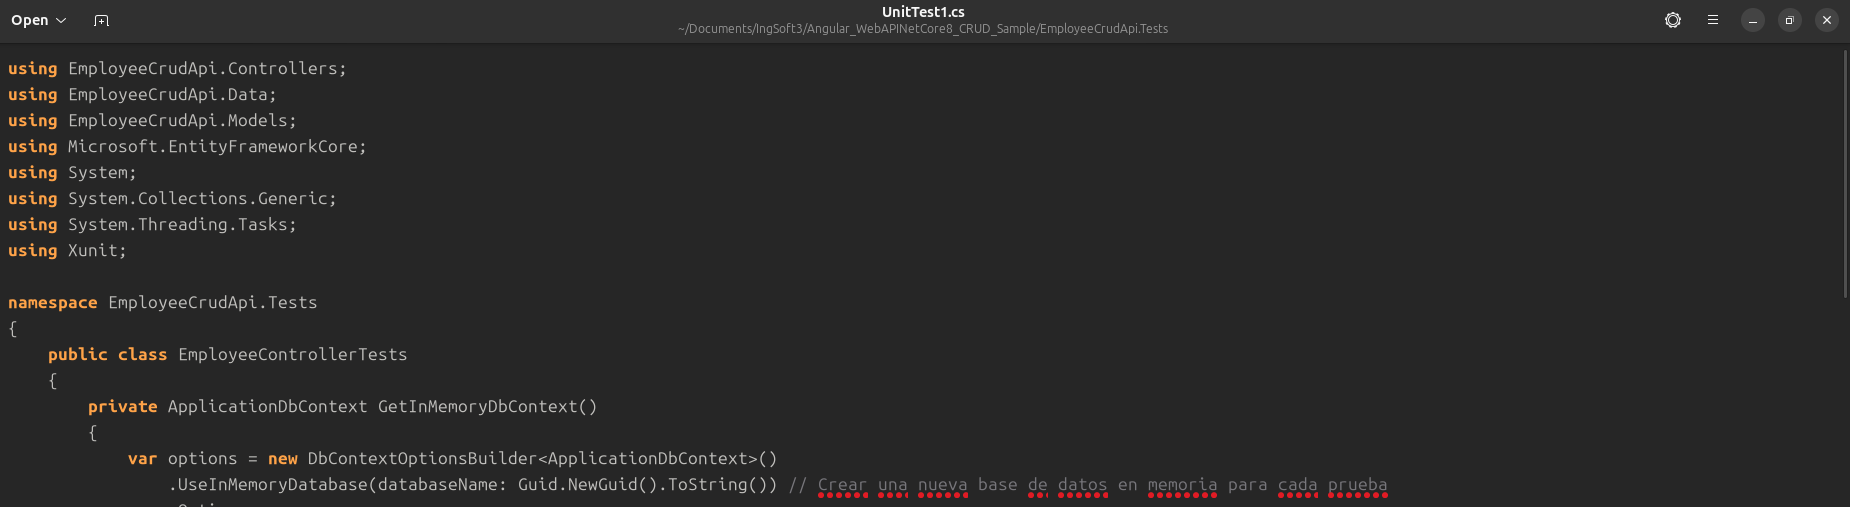 Open
UnitTest1.cs
~/Documents/IngSoft3/Angular_WebAPINetCore8_CRUD_Sample/EmployeeCrudApi.Tests
using EmployeeCrudApi.Controllers;
using EmployeeCrudApi.Data;
using EmployeeCrudApi.Models;
using Microsoft.EntityFrameworkCore;
using System;
using System.Collections.Generic;
using System.Threading.Tasks;
using Xunit;
namespace EmployeeCrudApi.Tests
{
public class EmployeeControllerTests
{
private ApplicationDbContext GetInMemoryDbContext()
{
var options = new DbContextOptionsBuilder<ApplicationDbContext>()
.UseInMemoryDatabase(databaseName: Guid.NewGuid().ToString()) // Crear una nueva base de datos en memoria para cada prueba